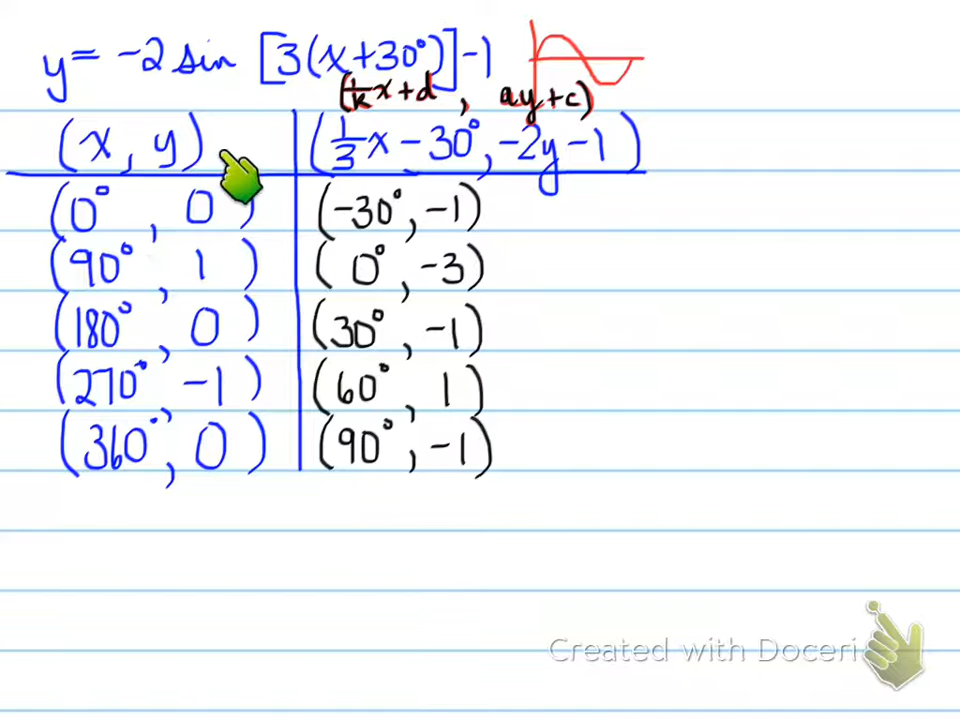 y = -2 sin [3(x+30°)] -1
(1/k x + d , ay + c)
(x, y) (1/3 x - 30°, -2y - 1)
(0°, 0) (-30°, -1)
(90°, 1) (0°, -3)
(180°, 0) (30°, -1)
(270°, -1) (60°, 1)
(360°, 0) (90°, -1)
Created with Doceri